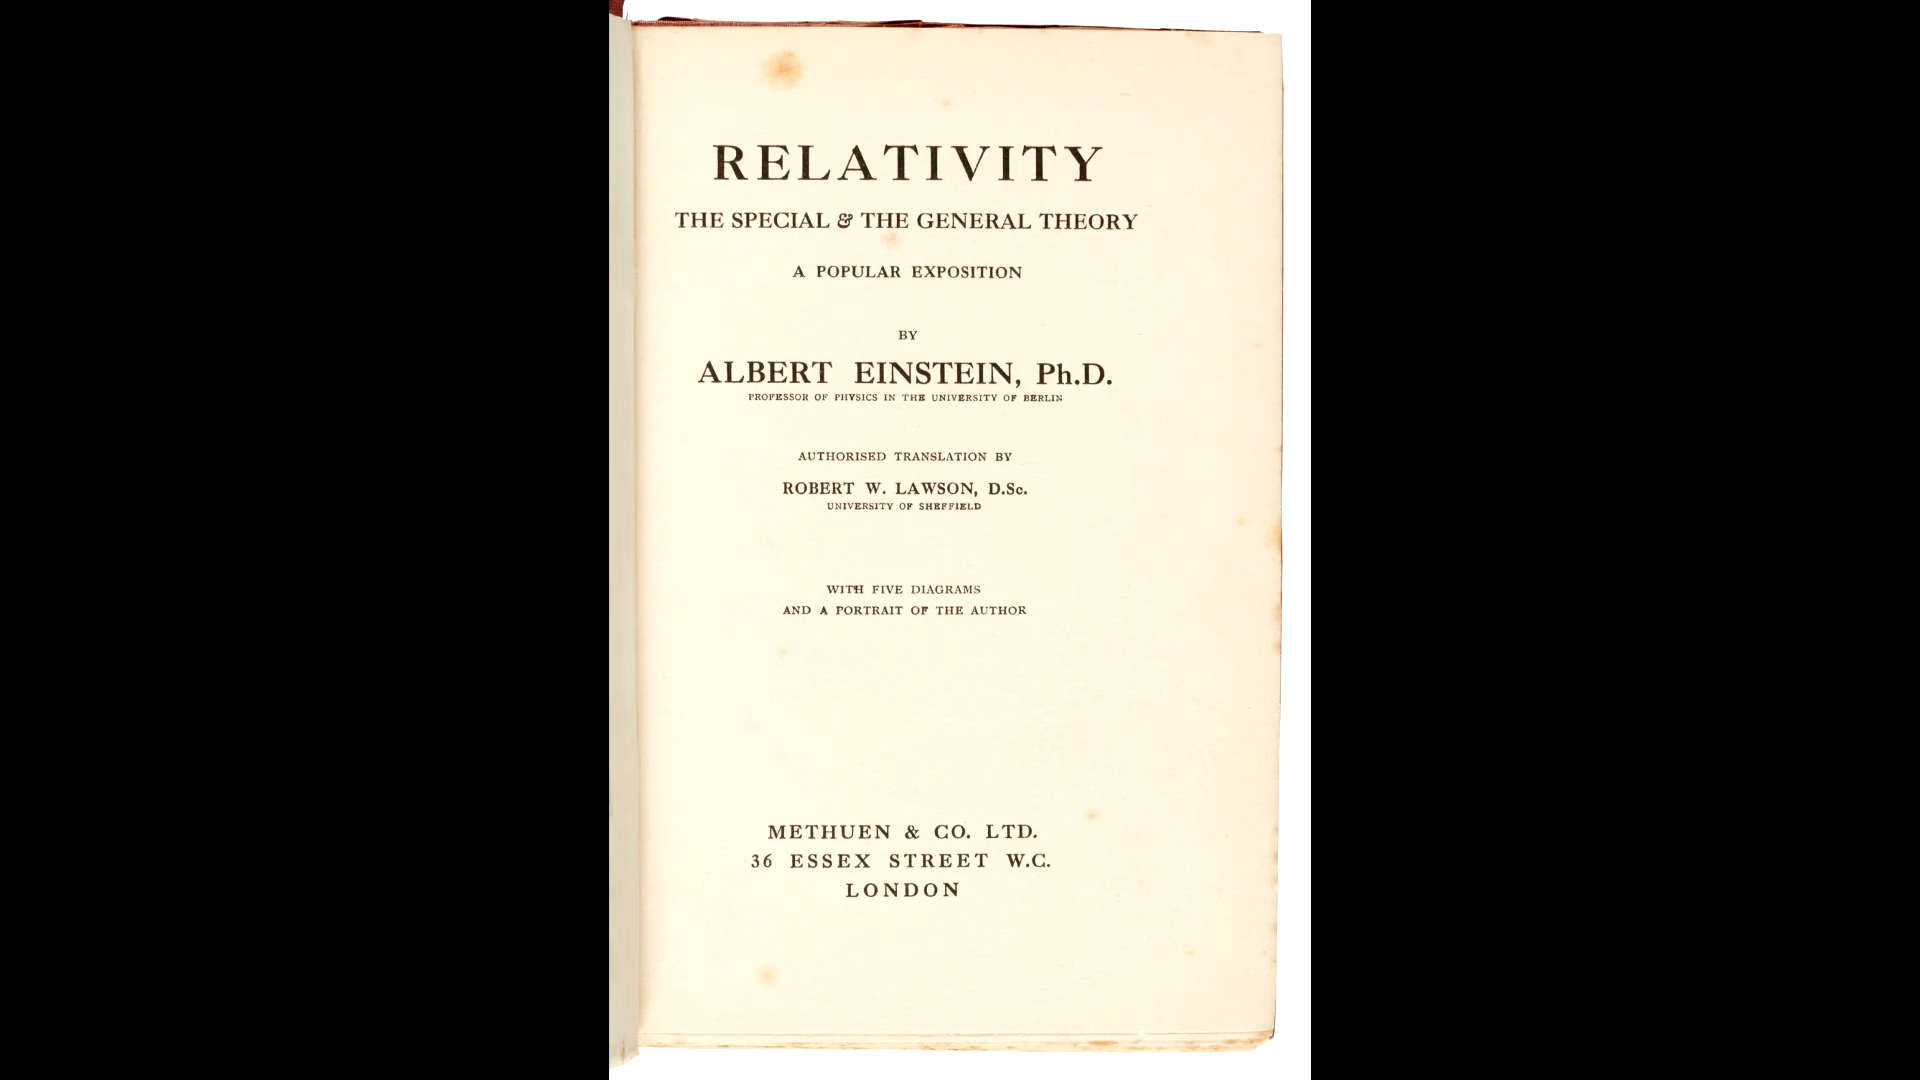 RELATIVITY
THE SPECIAL & THE GENERAL THEORY
A POPULAR EXPOSITION
BY
ALBERT EINSTEIN, Ph.D.
PROFESSOR OF PHYSICS IN THE UNIVERSITY OF BERLIN
AUTHORISED TRANSLATION BY
ROBERT W. LAWSON, D.Sc.
UNIVERSITY OF SHEFFIELD
WITH FIVE DIAGRAMS
AND A PORTRAIT OF THE AUTHOR
METHUEN & CO. LTD.
36 ESSEX STREET W.C.
LONDON